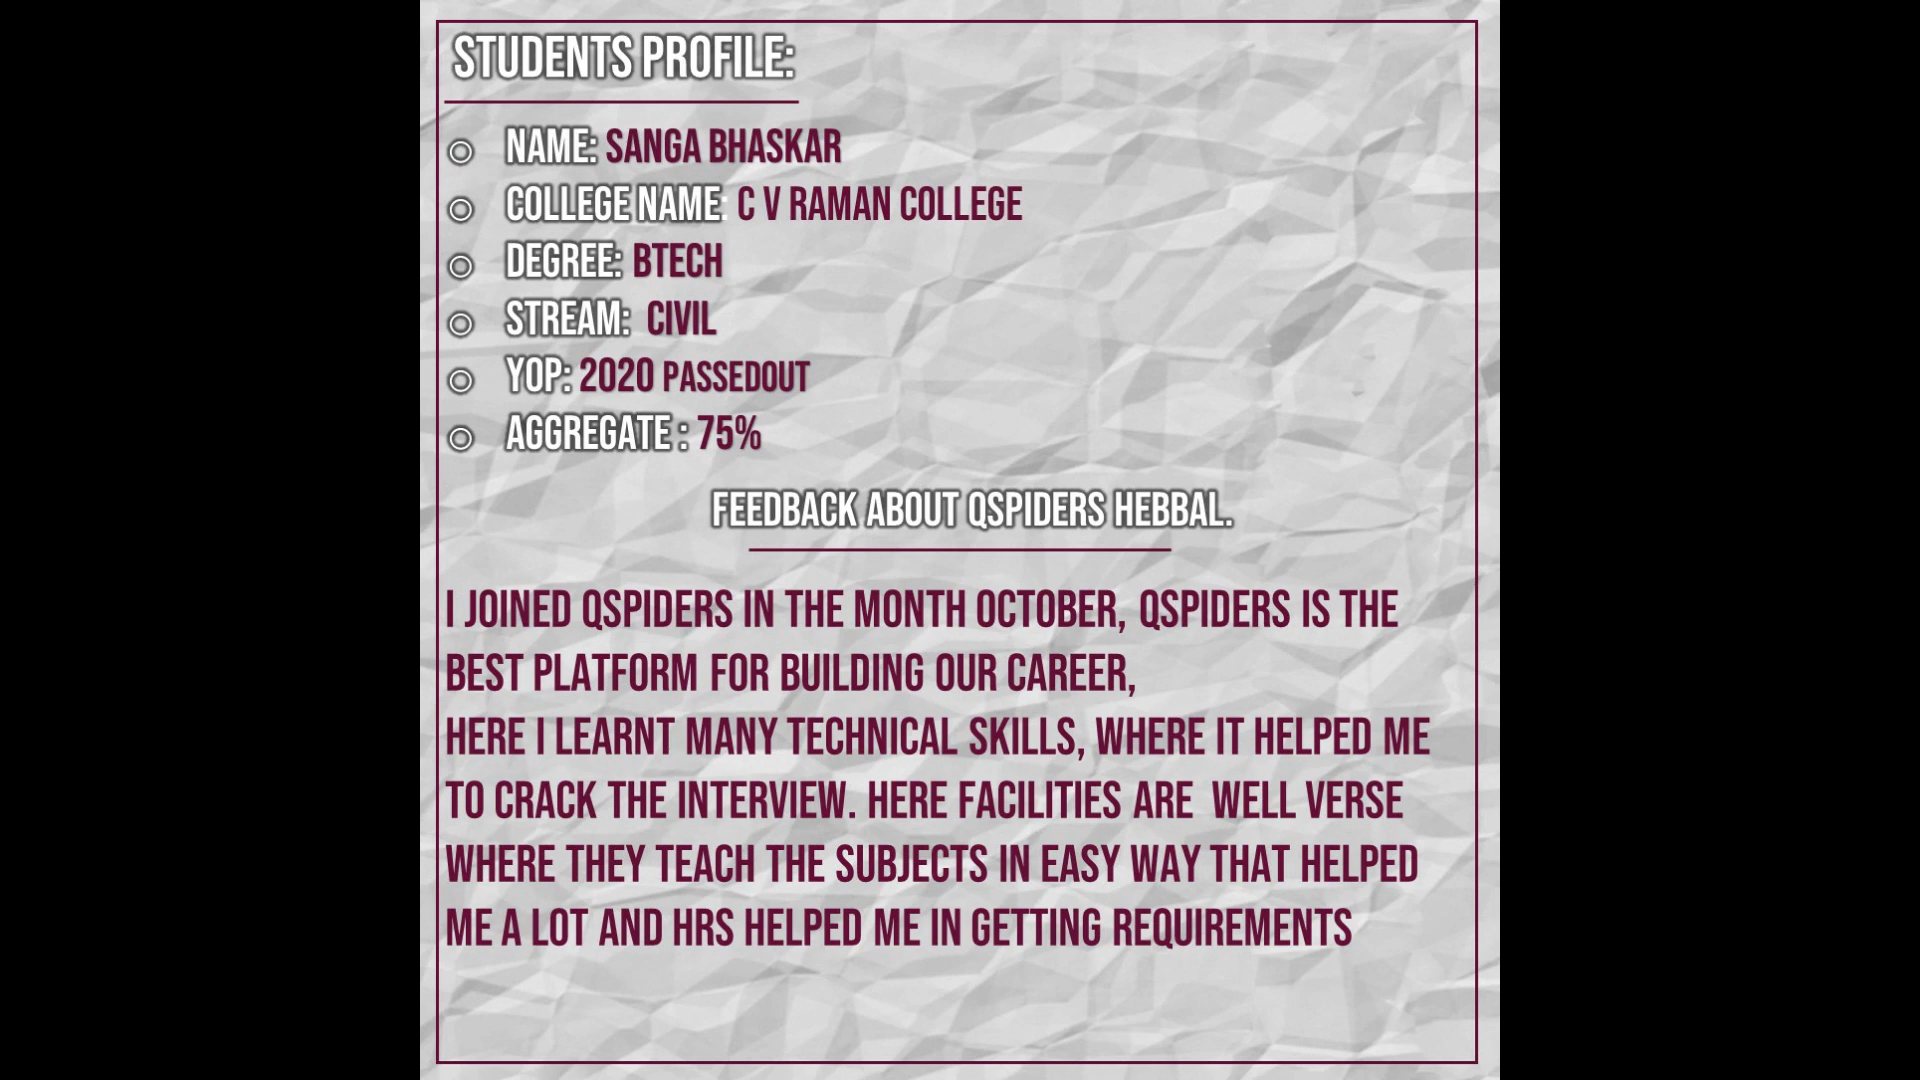 STUDENTS PROFILE:
NAME: SANGA BHASKAR
COLLEGE NAME: C V RAMAN COLLEGE
DEGREE: BTECH
STREAM: CIVIL
YOP: 2020 PASSEDOUT
AGGREGATE : 75%
FEEDBACK ABOUT QSPIDERS HEBBAL.
I JOINED QSPIDERS IN THE MONTH OCTOBER, QSPIDERS IS THE
BEST PLATFORM FOR BUILDING OUR CAREER,
HERE I LEARNT MANY TECHNICAL SKILLS, WHERE IT HELPED ME
TO CRACK THE INTERVIEW. HERE FACILITIES ARE WELL VERSE
WHERE THEY TEACH THE SUBJECTS IN EASY WAY THAT HELPED
ME A LOT AND HRS HELPED ME IN GETTING REQUIREMENTS